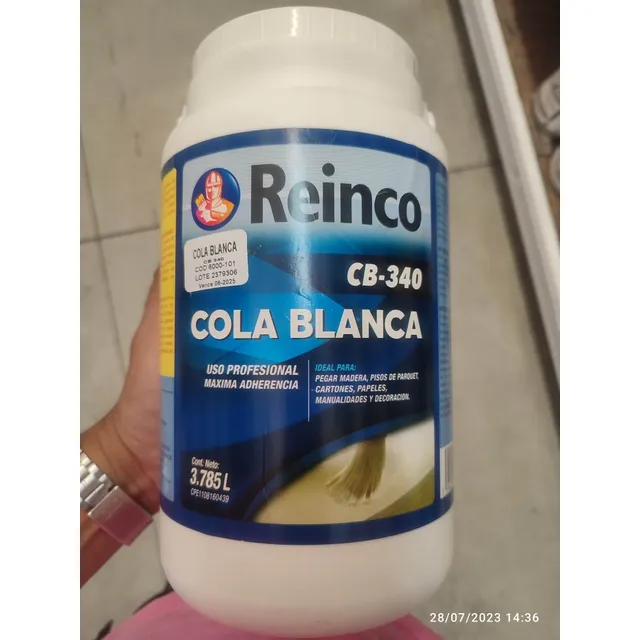 Reinco
COLA BLANCA
CB 340
COD 6000-101
LOTE 2379306
Vence 06-2025
CB-340
COLA BLANCA
USO PROFESIONAL
MAXIMA ADHERENCIA
IDEAL PARA:
PEGAR MADERA, PISOS DE PARQUET,
CARTONES, PAPELES,
MANUALIDADES Y DECORACION.
Cont. Neto:
3.785 L
CPE1108160439
28/07/2023 14:36